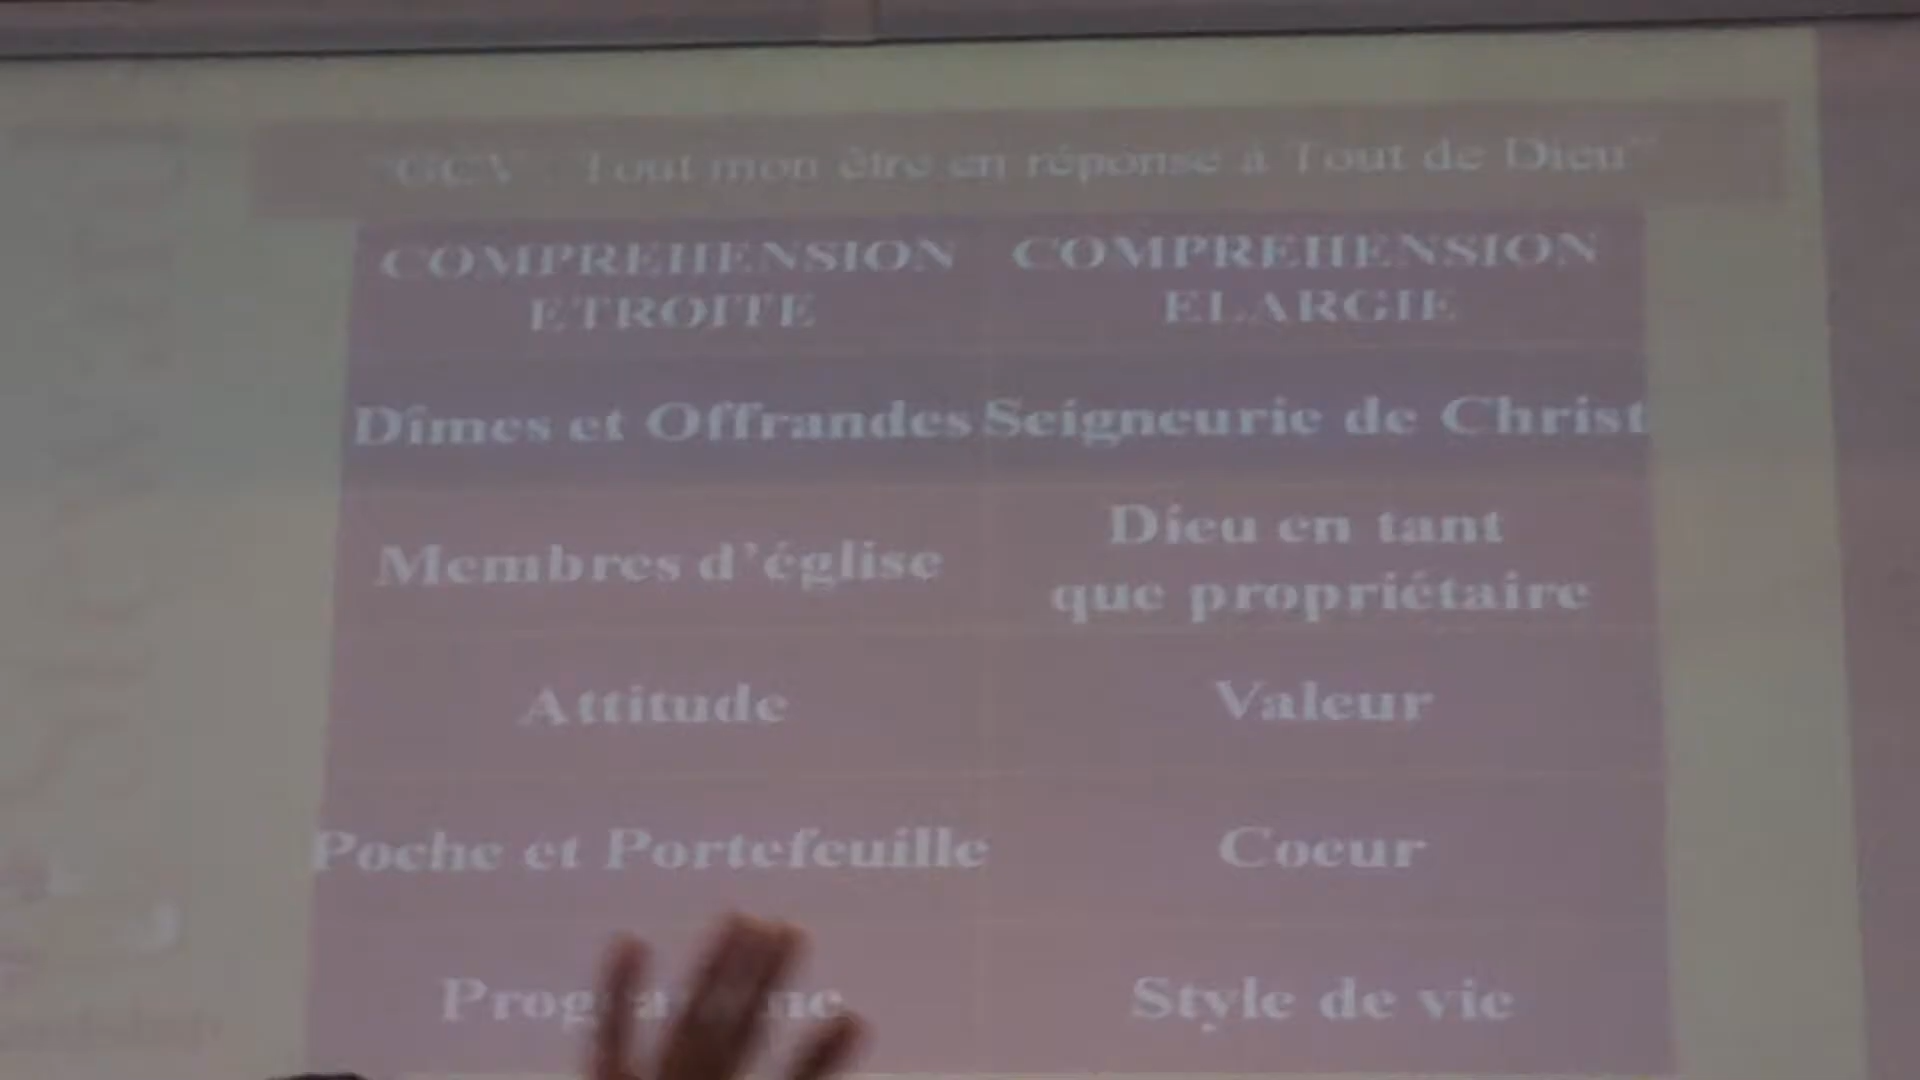 "GCV : Tout mon être en réponse à Tout de Dieu"
COMPREHENSION ETROITE
COMPREHENSION ELARGIE
Dîmes et Offrandes
Seigneurie de Christ
Membres d'église
Dieu en tant
que propriétaire
Attitude
Valeur
Poche et Portefeuille
Coeur
Style de vie